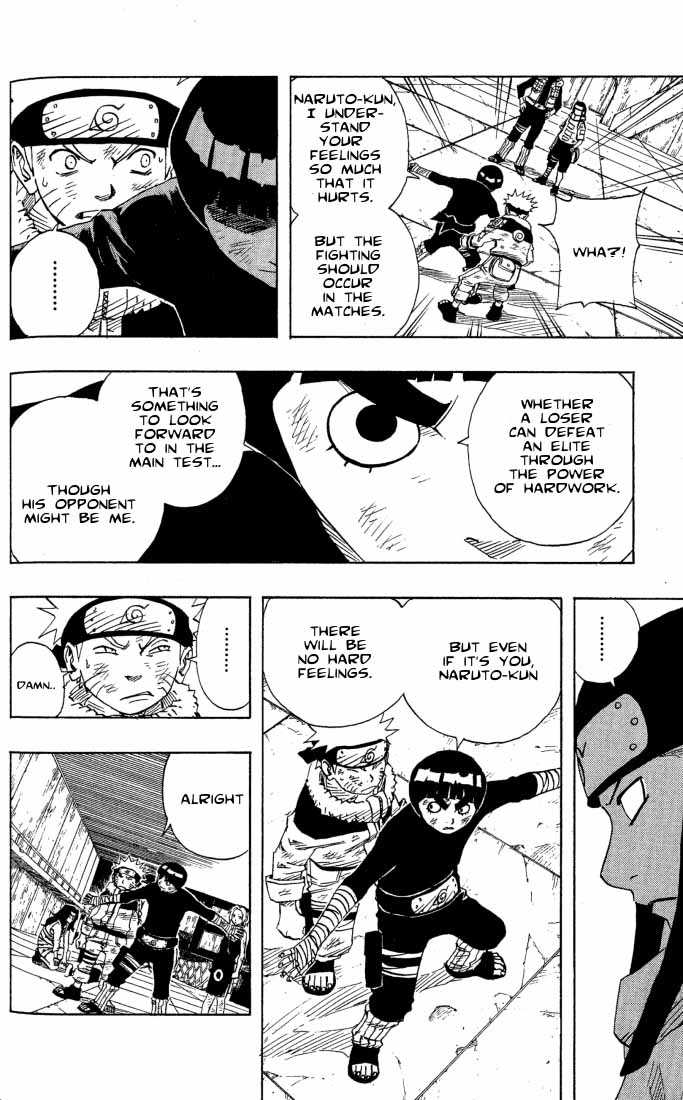 NARUTO-KUN,
I UNDER-
STAND
YOUR
FEELINGS
SO MUCH
THAT IT
HURTS.
BUT THE
FIGHTING
SHOULD
OCCUR
IN THE
MATCHES.
WHA?!
........
WHETHER
A LOSER
CAN DEFEAT
AN ELITE
THROUGH
THE POWER
OF HARDWORK.
THAT'S
SOMETHING
TO LOOK
FORWARD
TO IN THE
MAIN TEST...
THOUGH
HIS OPPONENT
MIGHT BE ME.
......
BUT EVEN
IF IT'S YOU,
NARUTO-KUN
THERE
WILL BE
NO HARD
FEELINGS.
........
DAMN..
ALRIGHT